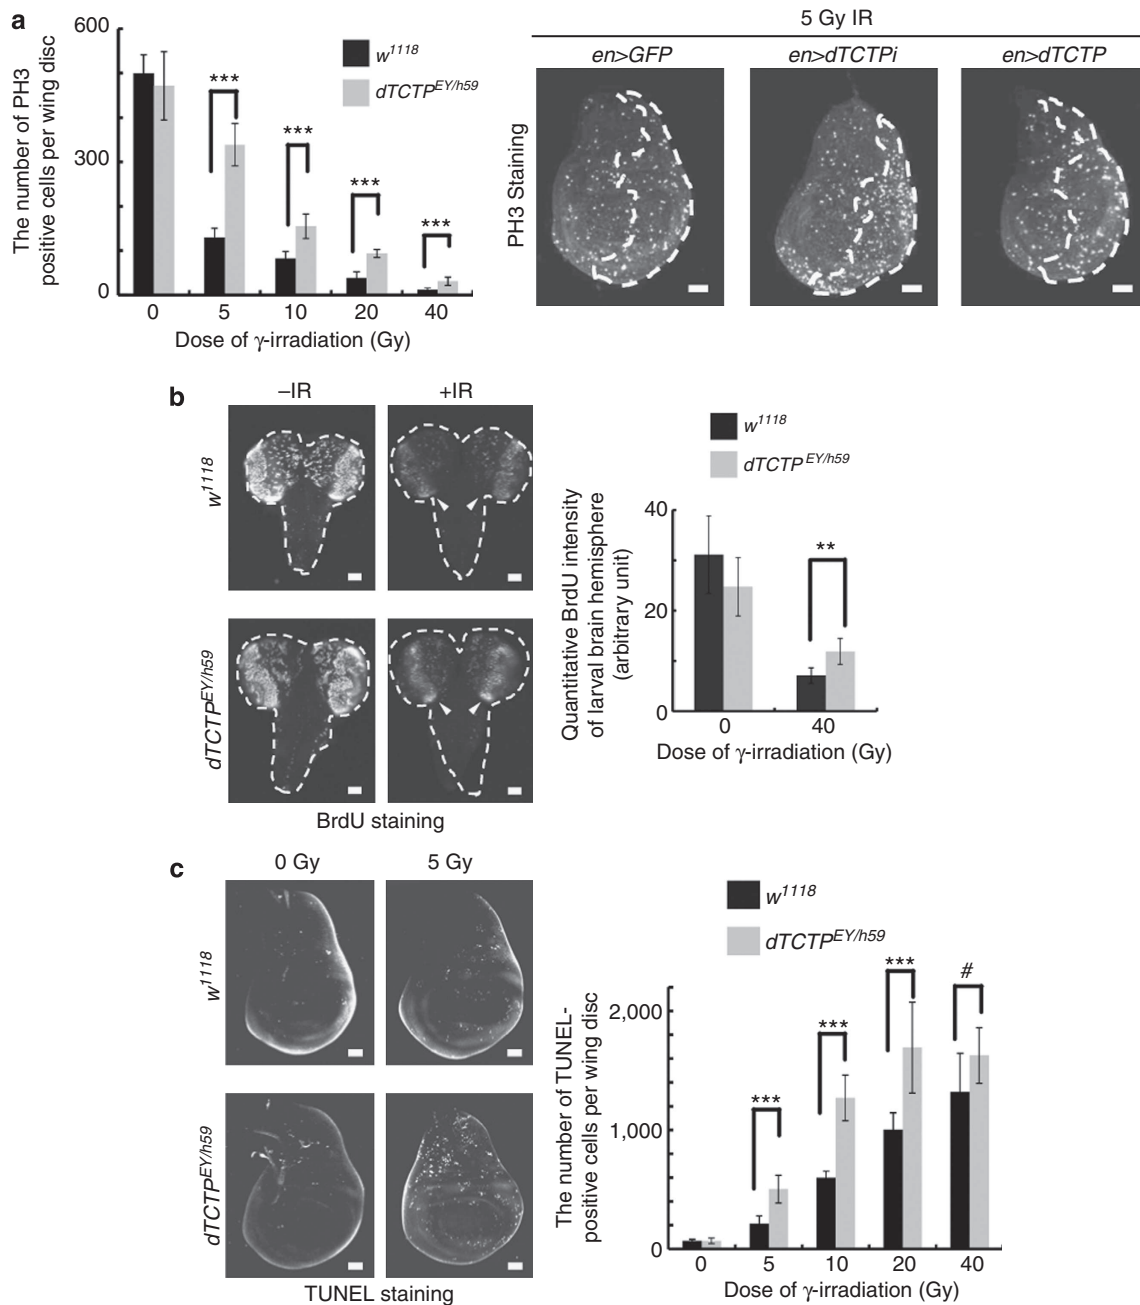 a
The number of PH3
positive cells per wing disc
600
300
0
w1118
dTCTPEY/h59
***
***
***
***
0 5 10 20 40
Dose of γ-irradiation (Gy)
5 Gy IR
en>GFP en>dTCTPi en>dTCTP
PH3 Staining
b
–IR +IR
w1118
dTCTPEY/h59
BrdU staining
w1118
dTCTP EY/h59
Quantitative BrdU intensity
of larval brain hemisphere
(arbitrary unit)
40
20
0
**
0 40
Dose of γ-irradiation (Gy)
c
0 Gy 5 Gy
w1118
dTCTPEY/h59
TUNEL staining
w1118
dTCTPEY/h59
The number of TUNEL-
positive cells per wing disc
2,000
1,000
0
***
***
***
#
0 5 10 20 40
Dose of γ-irradiation (Gy)